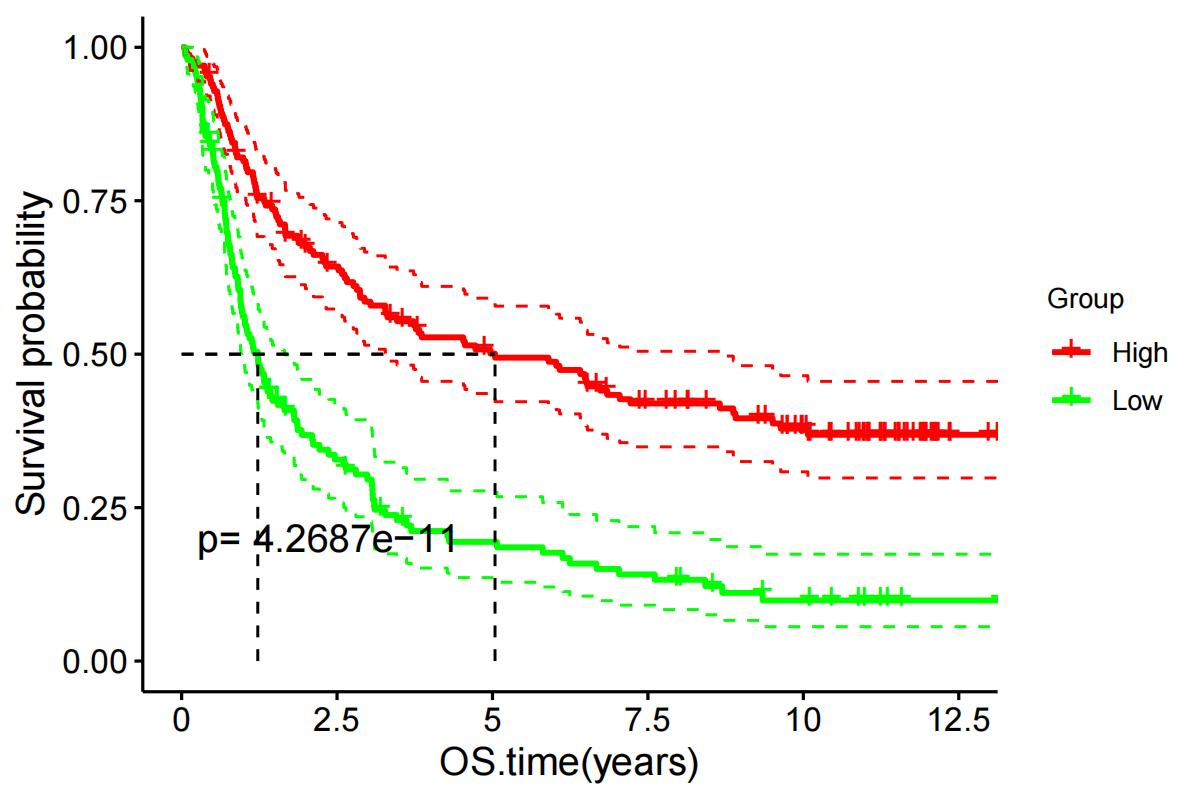 1.00
0.75
0.50
0.25
0.00
Survival probability
p= 4.2687e−11
0
2.5
5
7.5
10
12.5
OS.time(years)
Group
High
Low